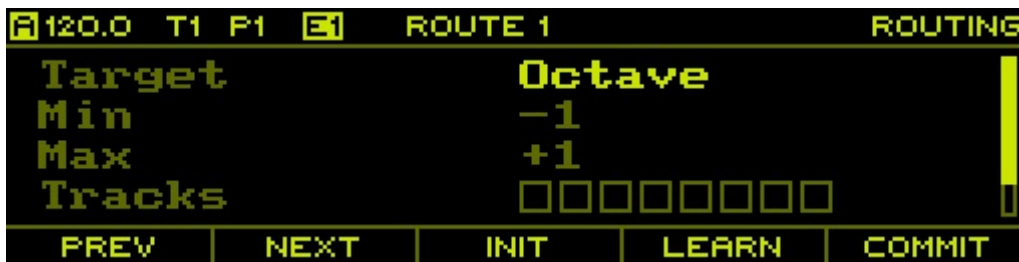 A 120.0 T1 P1 E1 ROUTE 1 ROUTING
Target Octave
Min -1
Max +1
Tracks
PREV NEXT INIT LEARN COMMIT